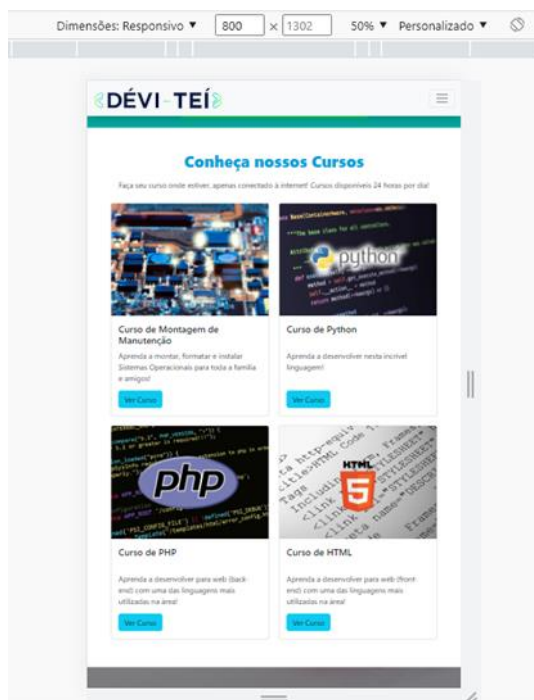 Dimensões: Responsivo ▼ 800 × 1302 50% ▼ Personalizado ▼
DÉVI-TEÍ
Conheça nossos Cursos
Faça seu curso onde estiver, apenas conectado à internet! Cursos disponíveis 24 horas por dia!
python
Curso de Montagem de
Manutenção
Aprenda a montar, formatar e instalar
Sistemas Operacionais para toda a família
e amigos!
Ver Curso
Curso de Python
Aprenda a desenvolver nesta incrível
linguagem!
Ver Curso
php
Curso de PHP
Aprenda a desenvolver para web (back-
end) com uma das linguagens mais
utilizadas na área!
Ver Curso
HTML
5
Curso de HTML
Aprenda a desenvolver para web (front-
end) com uma das linguagens mais
utilizadas na área!
Ver Curso